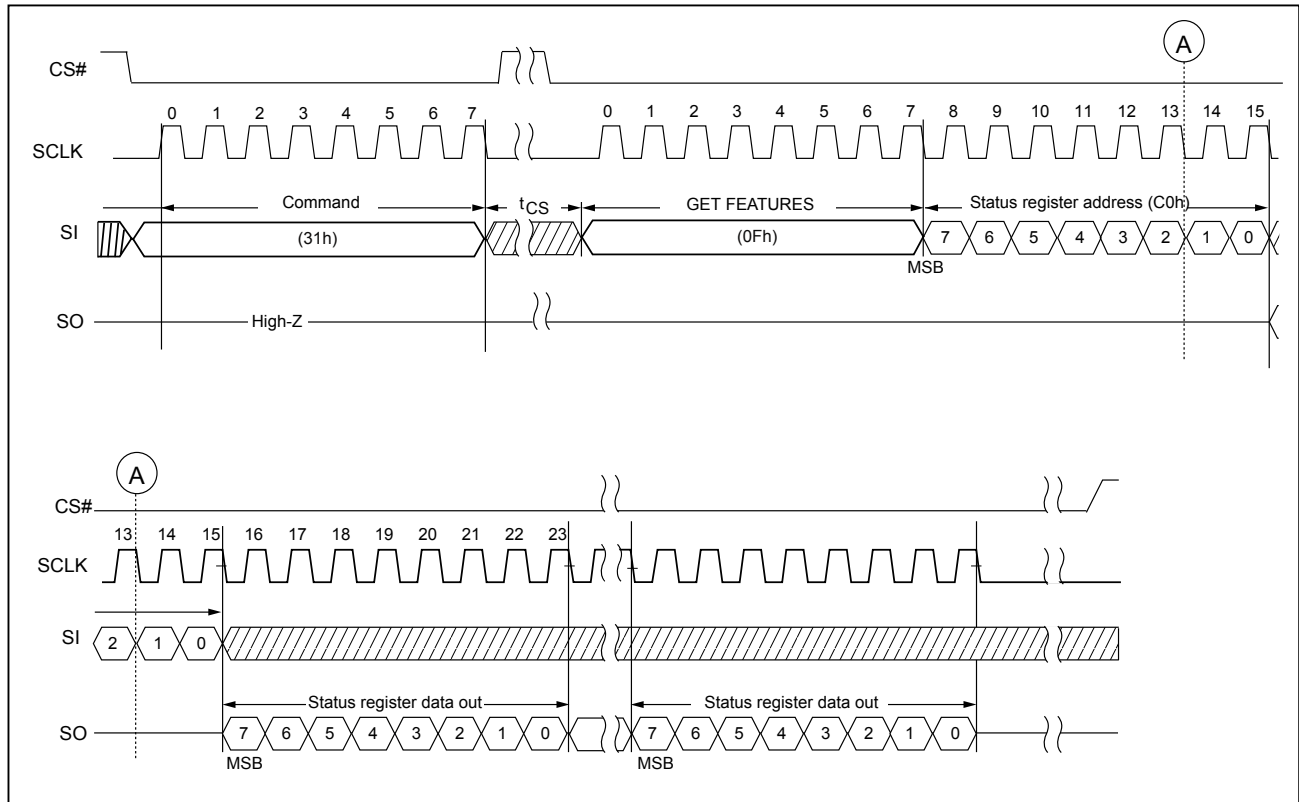 A
CS#
0 1 2 3 4 5 6 7 0 1 2 3 4 5 6 7 8 9 10 11 12 13 14 15
SCLK
Command tCS GET FEATURES Status register address (C0h)
SI (31h) (0Fh) 7 6 5 4 3 2 1 0
MSB
SO High-Z
A
CS#
13 14 15 16 17 18 19 20 21 22 23
SCLK
SI 2 1 0
Status register data out Status register data out
SO 7 6 5 4 3 2 1 0 7 6 5 4 3 2 1 0
MSB MSB